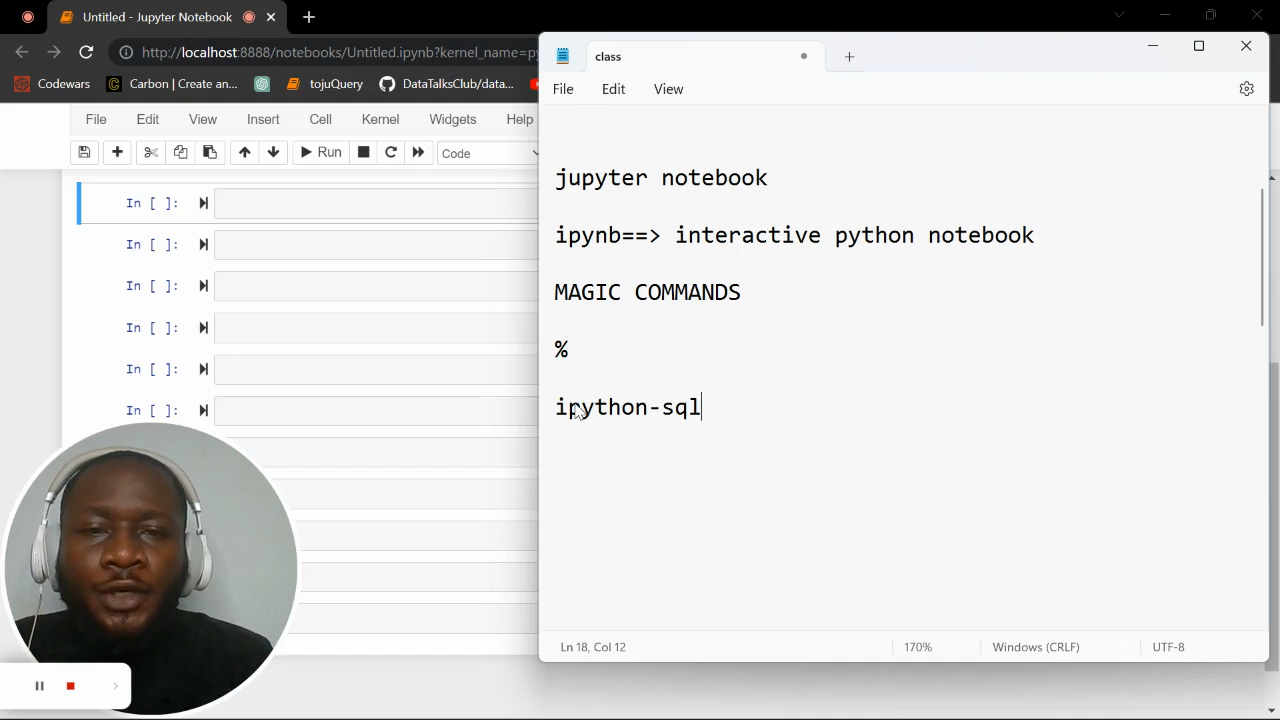 Untitled - Jupyter Notebook
http://localhost:8888/notebooks/Untitled.ipynb?kernel_name=py
Codewars
Carbon | Create an...
tojuQuery
DataTalksClub/data...
File Edit View Insert Cell Kernel Widgets Help
Run
Code
In [ ]:
In [ ]:
In [ ]:
In [ ]:
In [ ]:
In [ ]:
class
File Edit View
jupyter notebook
ipynb==> interactive python notebook
MAGIC COMMANDS
%
ipython-sql
Ln 18, Col 12 170% Windows (CRLF) UTF-8